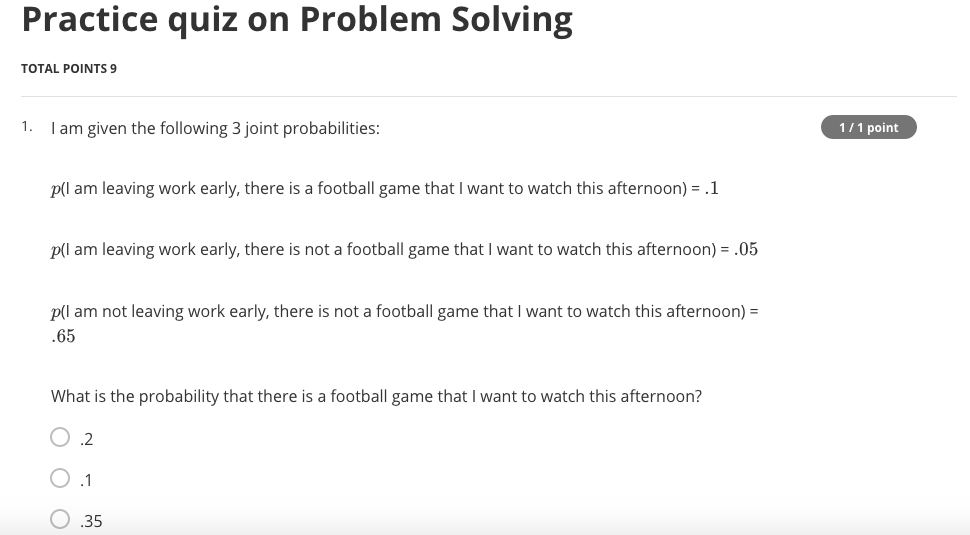 Practice quiz on Problem Solving
TOTAL POINTS 9
1. I am given the following 3 joint probabilities:
1 / 1 point
p(I am leaving work early, there is a football game that I want to watch this afternoon) = .1
p(I am leaving work early, there is not a football game that I want to watch this afternoon) = .05
p(I am not leaving work early, there is not a football game that I want to watch this afternoon) =
.65
What is the probability that there is a football game that I want to watch this afternoon?
.2
.1
.35